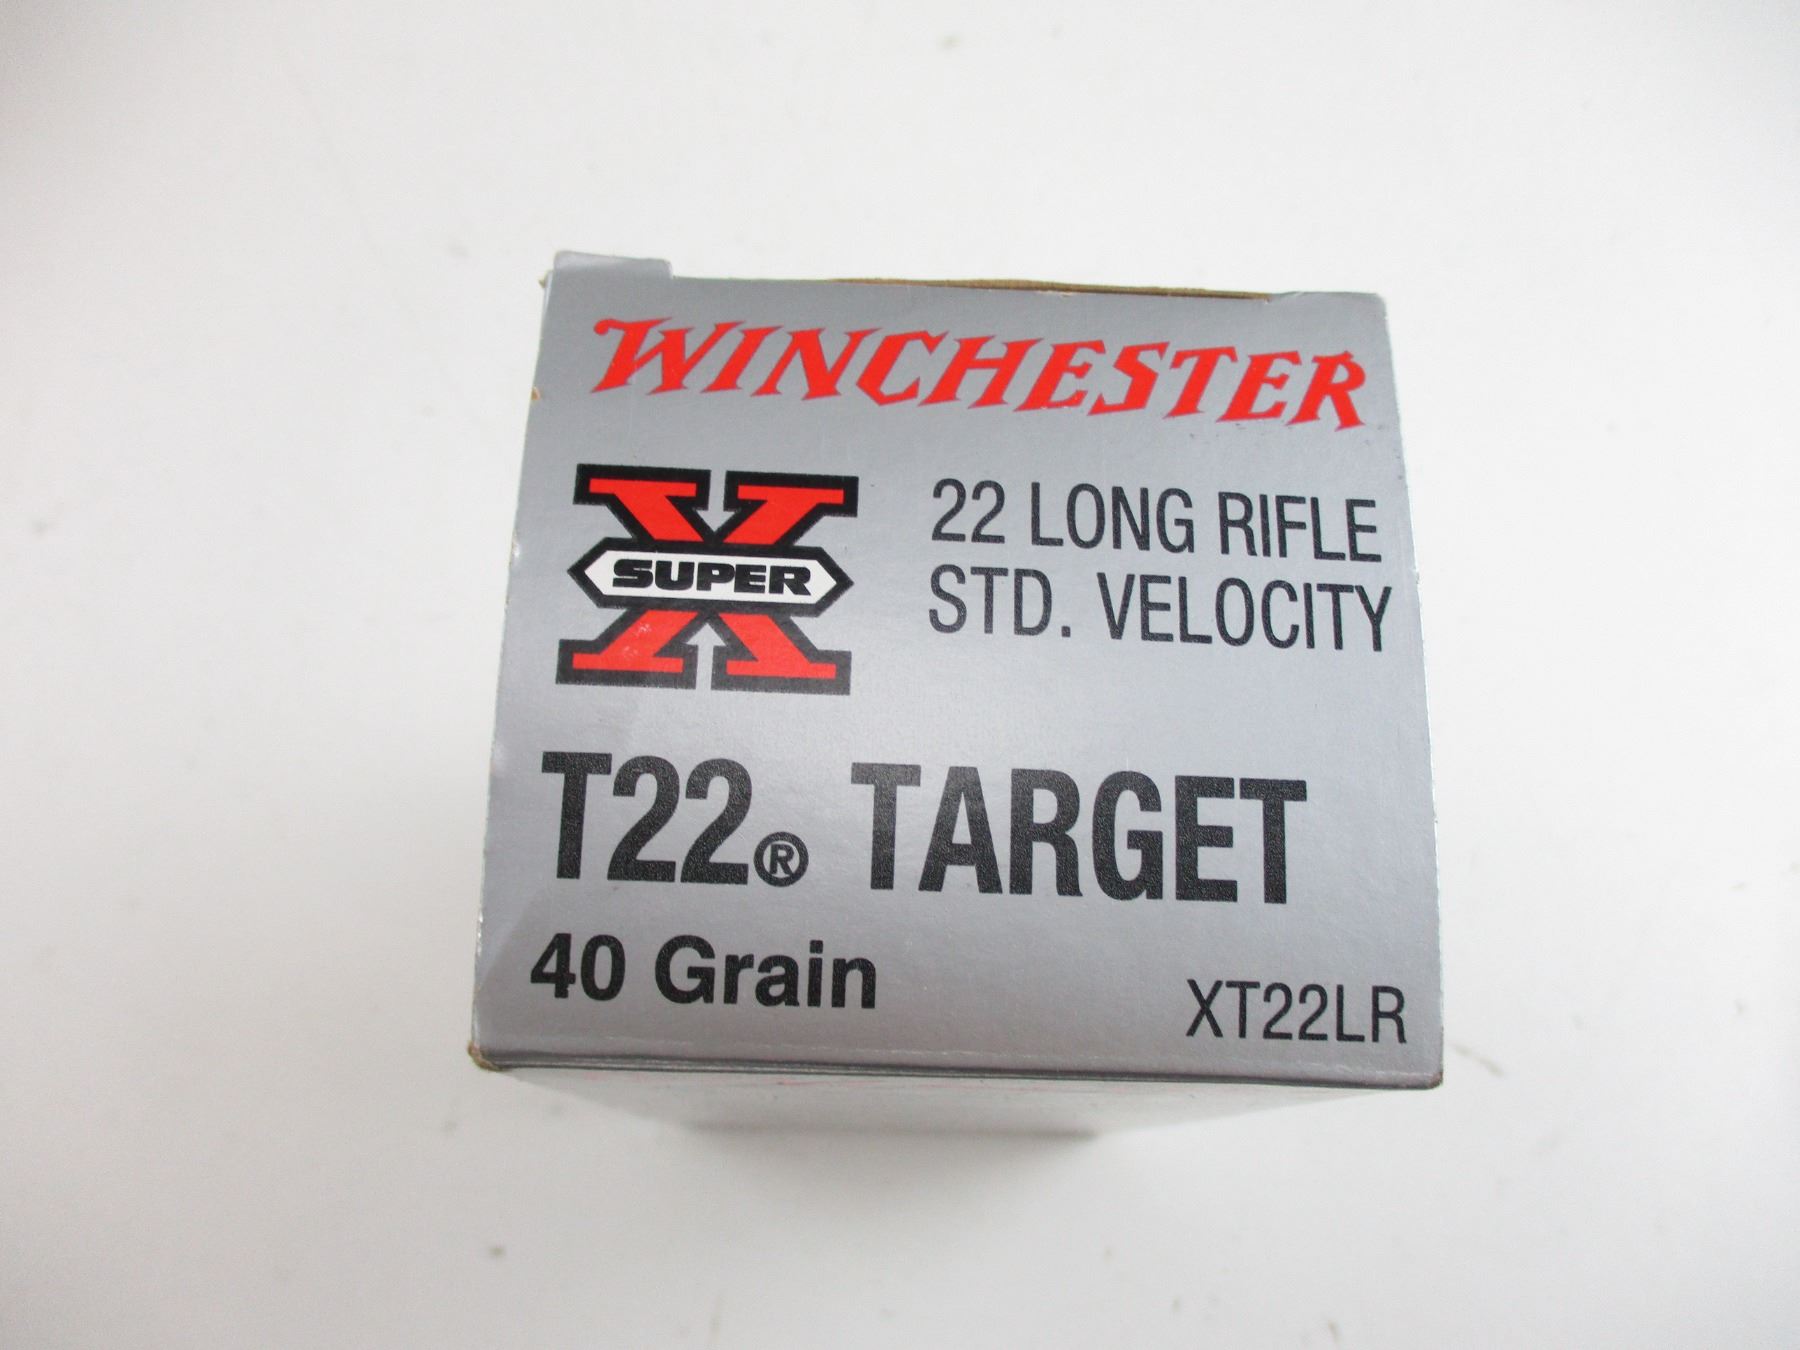 WINCHESTER
SUPER X
22 LONG RIFLE
STD. VELOCITY
T22® TARGET
40 Grain
XT22LR